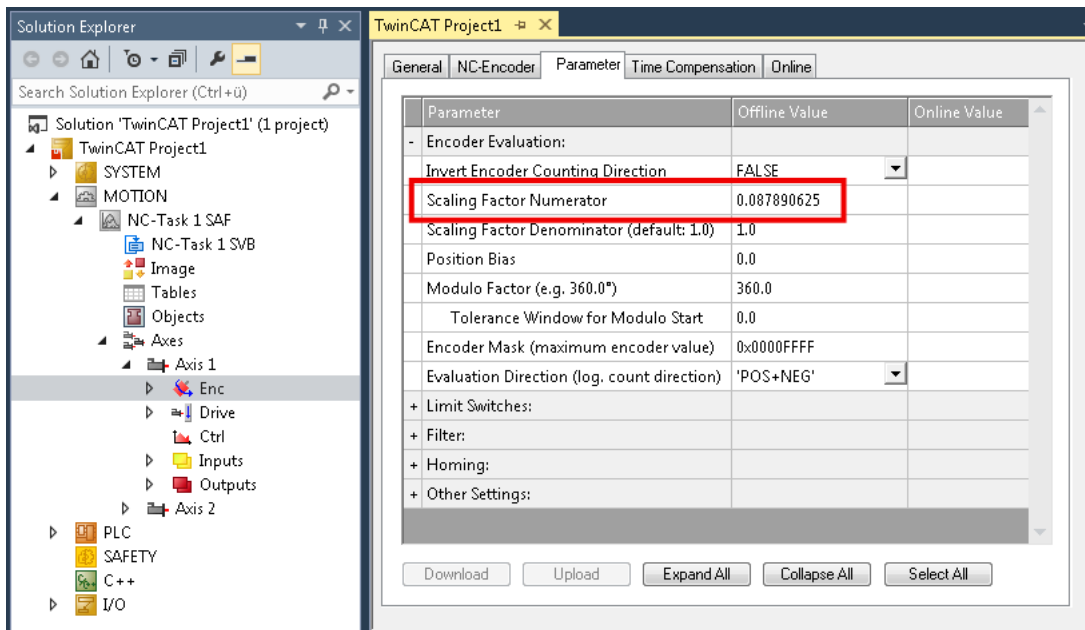 Solution Explorer
Search Solution Explorer (Ctrl+ü)
Solution 'TwinCAT Project1' (1 project)
TwinCAT Project1
SYSTEM
MOTION
NC-Task 1 SAF
NC-Task 1 SVB
Image
Tables
Objects
Axes
Axis 1
Enc
Drive
Ctrl
Inputs
Outputs
Axis 2
PLC
SAFETY
C++
I/O
TwinCAT Project1
General NC-Encoder Parameter Time Compensation Online
Parameter Offline Value Online Value
- Encoder Evaluation:
Invert Encoder Counting Direction FALSE
Scaling Factor Numerator 0.087890625
Scaling Factor Denominator (default: 1.0) 1.0
Position Bias 0.0
Modulo Factor (e.g. 360.0°) 360.0
Tolerance Window for Modulo Start 0.0
Encoder Mask (maximum encoder value) 0x0000FFFF
Evaluation Direction (log. count direction) 'POS+NEG'
+ Limit Switches:
+ Filter:
+ Homing:
+ Other Settings:
Download Upload Expand All Collapse All Select All